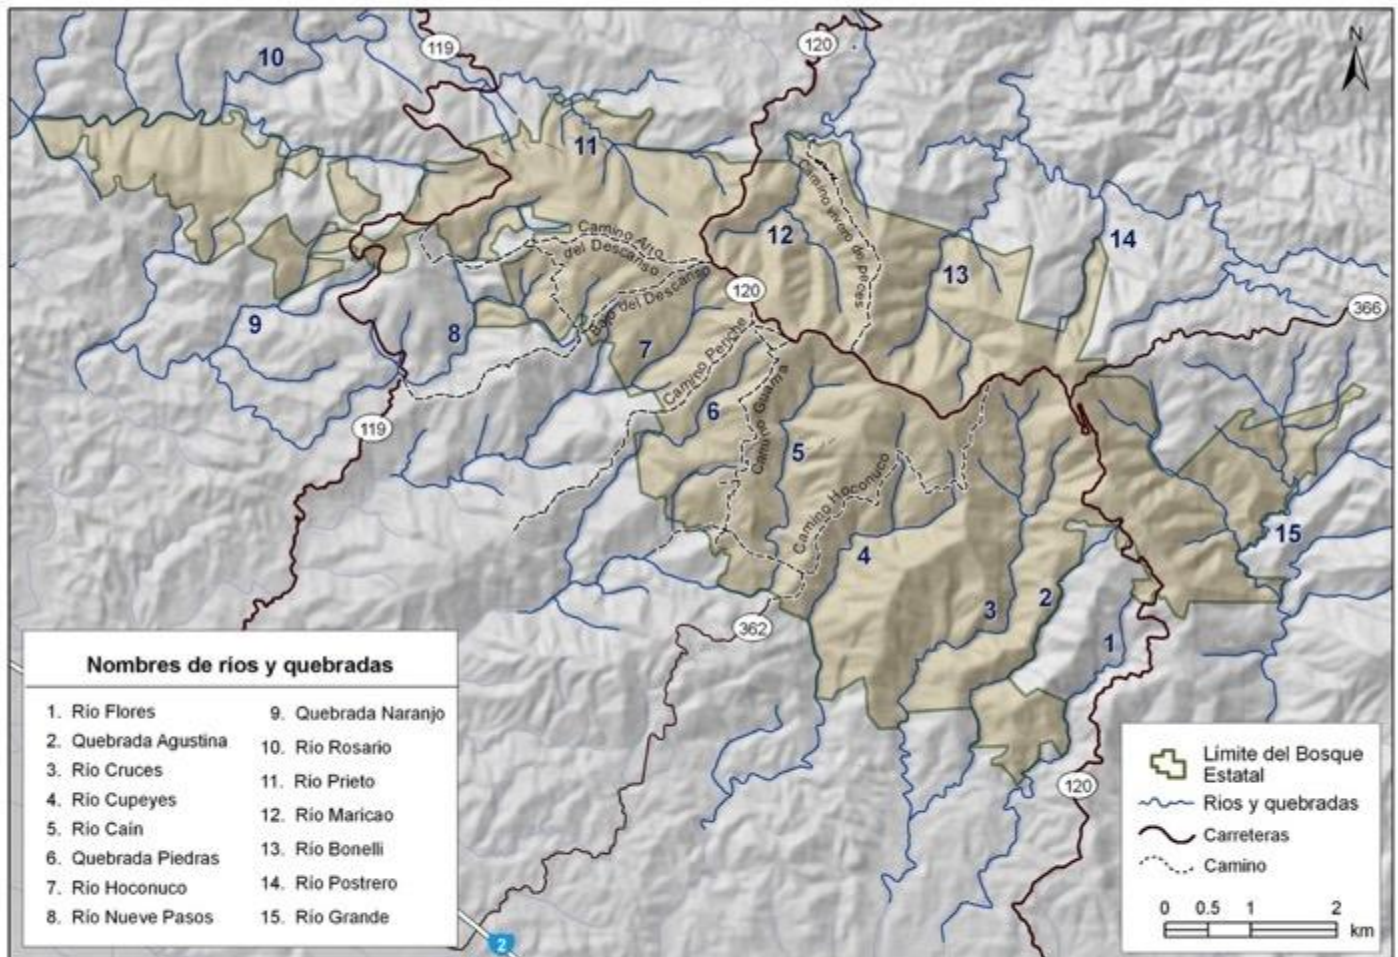 10
119
120
N
11
12
13
14
Camino Alto
del Descanso
Camino vivero de peces
Bajo del Descanso
120
366
9
8
7
Camino Periche
6
Camino Guama
5
119
Camino Hoconuco
4
15
3
2
1
362
120
2
Nombres de ríos y quebradas
1. Río Flores
2. Quebrada Agustina
3. Río Cruces
4. Río Cupeyes
5. Río Caín
6. Quebrada Piedras
7. Río Hoconuco
8. Río Nueve Pasos
9. Quebrada Naranjo
10. Río Rosario
11. Río Prieto
12. Río Maricao
13. Río Bonelli
14. Río Postrero
15. Río Grande
Límite del Bosque
Estatal
Ríos y quebradas
Carreteras
Camino
0 0.5 1 2
km